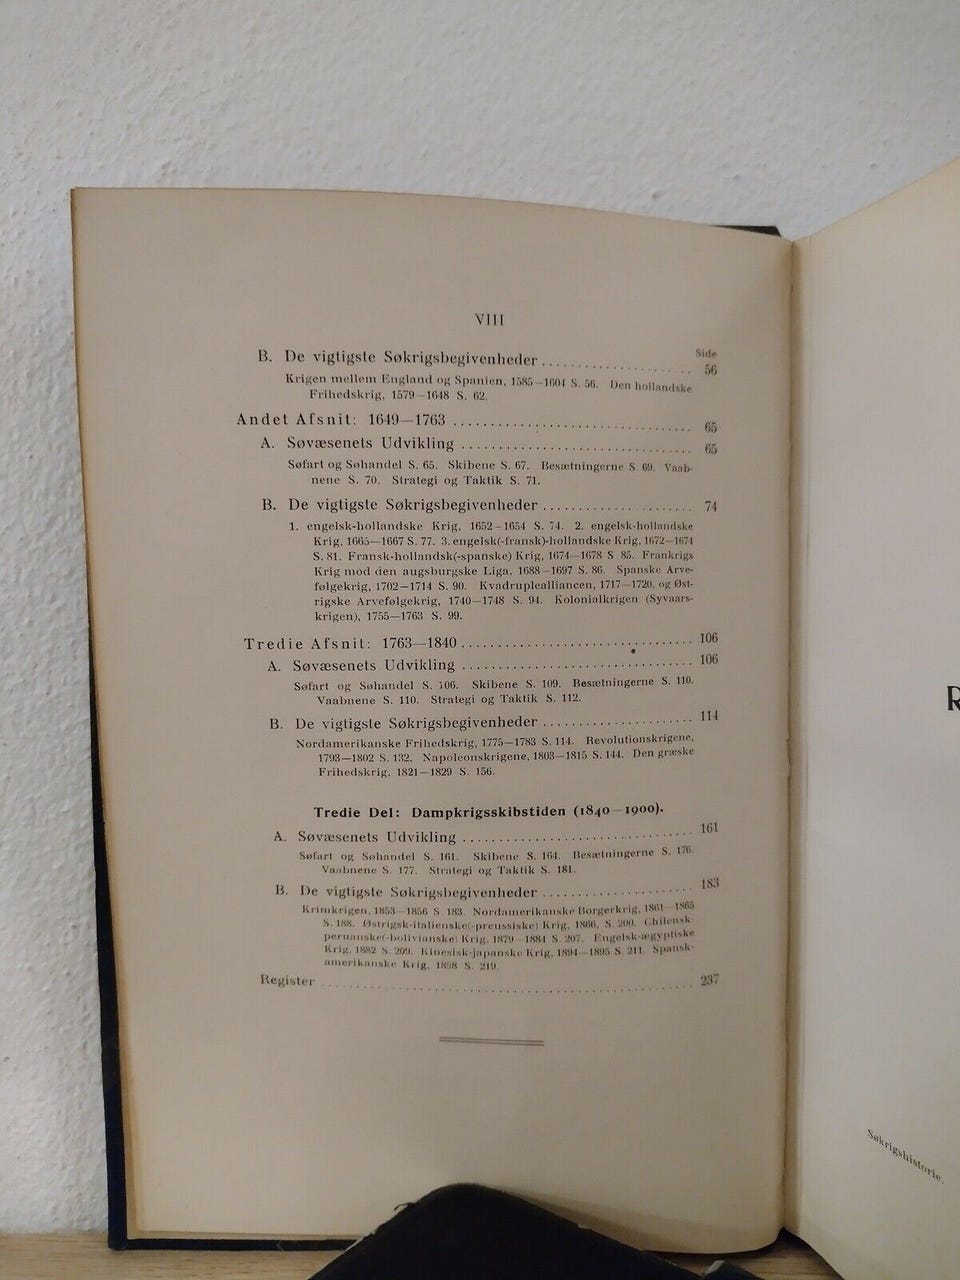 VIII
Side
B. De vigtigste Søkrigsbegivenheder .................... 56
Krigen mellem England og Spanien, 1585—1604 S. 56. Den hollandske
Frihedskrig, 1579—1648 S. 62.
Andet Afsnit: 1649—1763 .................... 65
A. Søvæsenets Udvikling .................... 65
Søfart og Søhandel S. 65. Skibene S. 67. Besætningerne S. 69. Vaab-
nene S. 70. Strategi og Taktik S. 71.
B. De vigtigste Søkrigsbegivenheder .................... 74
1. engelsk-hollandske Krig, 1652–1654 S. 74. 2. engelsk-hollandske
Krig, 1665—1667 S. 77. 3. engelsk(-fransk)-hollandske Krig, 1672—1674
S. 81. Fransk-hollandsk(-spanske) Krig, 1674—1678 S 85. Frankrigs
Krig mod den augsburgske Liga, 1688—1697 S. 86. Spanske Arve-
følgekrig, 1702—1714 S. 90. Kvadruplealliancen, 1717—1720, og Øst-
rigske Arvefølgekrig, 1740—1748 S. 94. Kolonialkrigen (Syvaars-
krigen), 1755—1763 S. 99.
Tredie Afsnit: 1763—1840 .................... 106
A. Søvæsenets Udvikling .................... 106
Søfart og Søhandel S. 106. Skibene S. 109. Besætningerne S. 110.
Vaabnene S. 110. Strategi og Taktik S. 112.
B. De vigtigste Søkrigsbegivenheder .................... 114
Nordamerikanske Frihedskrig, 1775—1783 S. 114. Revolutionskrigene,
1793—1802 S. 132. Napoleonskrigene, 1803—1815 S. 144. Den græske
Frihedskrig, 1821—1829 S. 156.
Tredie Del: Dampkrigsskibstiden (1840—1900).
A. Søvæsenets Udvikling .................... 161
Søfart og Søhandel S. 161. Skibene S. 164. Besætningerne S. 176.
Vaabnene S. 177. Strategi og Taktik S. 181.
B. De vigtigste Søkrigsbegivenheder .................... 183
Krimkrigen, 1853—1856 S. 183. Nordamerikanske Borgerkrig, 1861—1865
S. 188. Østrigsk-italienske(-preussiske) Krig, 1866, S. 200. Chilensk-
peruanske(-bolivianske) Krig, 1879—1884 S. 207. Engelsk-ægyptiske
Krig, 1882 S. 209. Kinesisk-japanske Krig, 1894—1895 S. 211. Spansk-
amerikanske Krig, 1898 S. 219.
Register .................... 237
R
Søkrigshistorie.